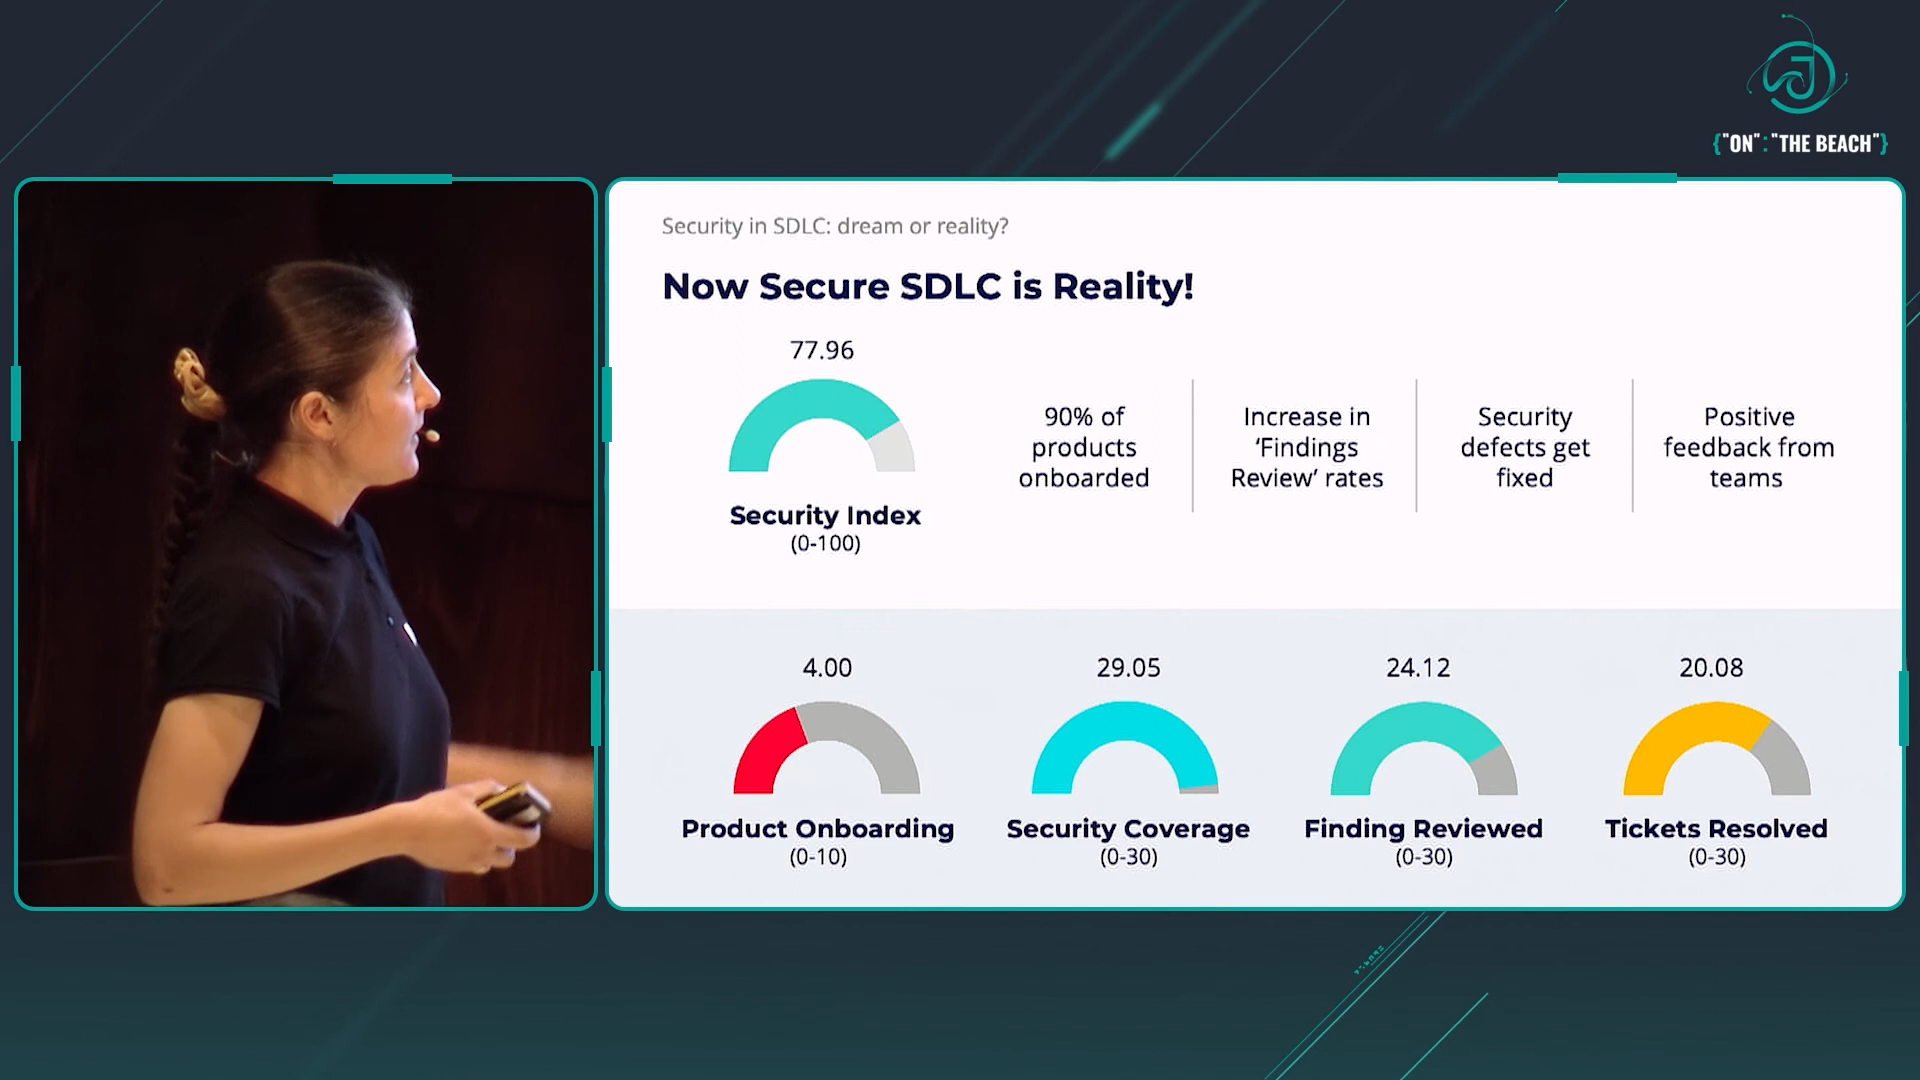 {"ON":"THE BEACH"}
Security in SDLC: dream or reality?
Now Secure SDLC is Reality!
77.96
Security Index
(0-100)
90% of
products
onboarded
Increase in
‘Findings
Review’ rates
Security
defects get
fixed
Positive
feedback from
teams
4.00
Product Onboarding
(0-10)
29.05
Security Coverage
(0-30)
24.12
Finding Reviewed
(0-30)
20.08
Tickets Resolved
(0-30)